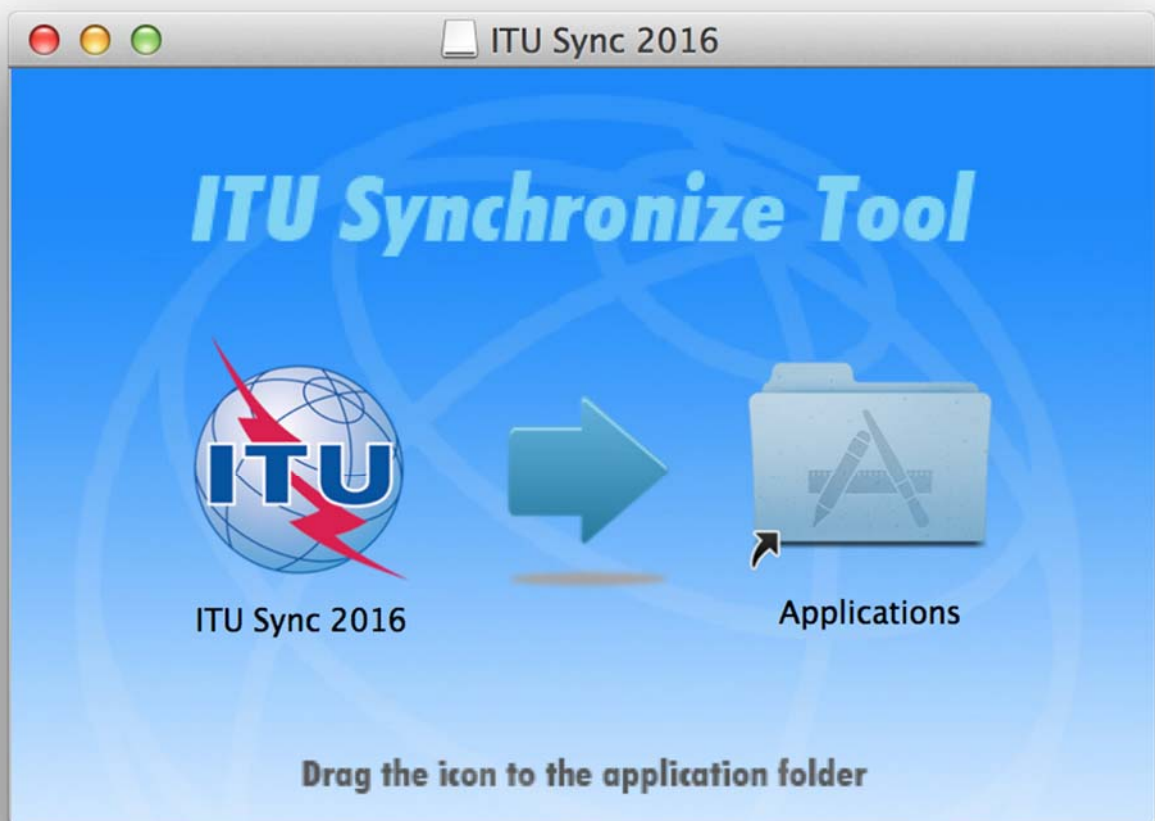 ITU Sync 2016
ITU Synchronize Tool
ITU
ITU Sync 2016
Applications
Drag the icon to the application folder